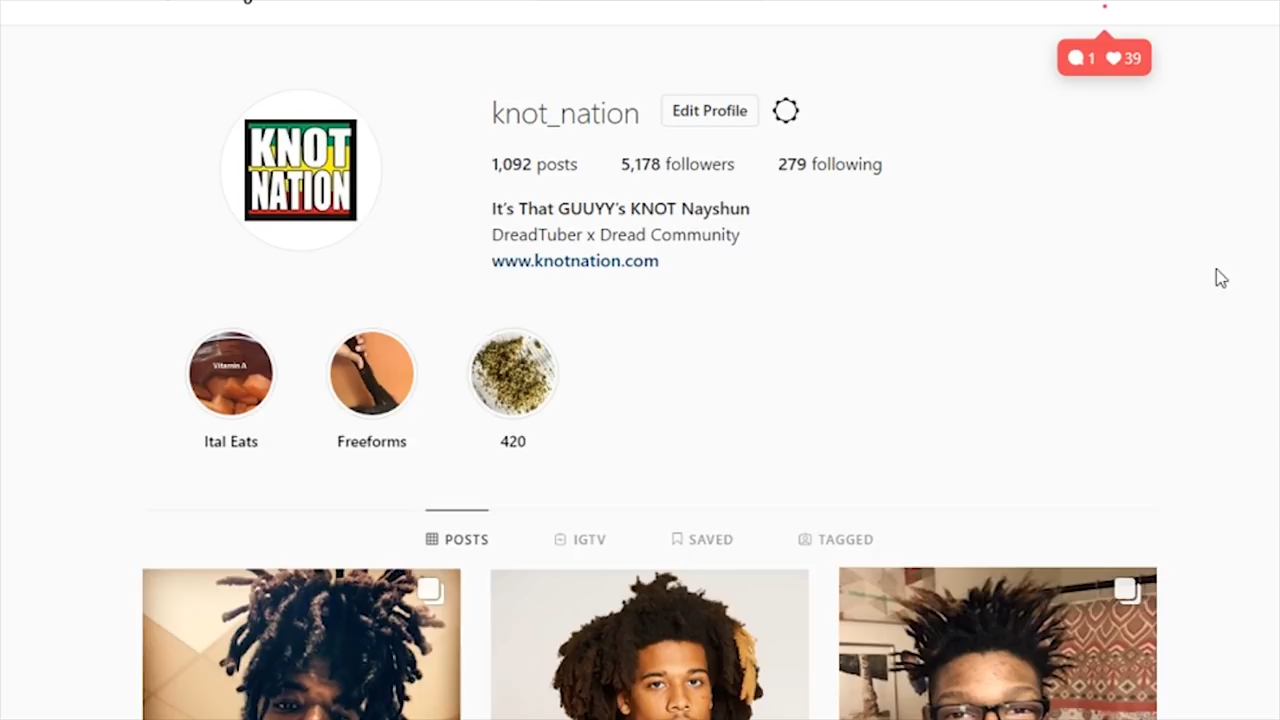 1 39
knot_nation Edit Profile
1,092 posts 5,178 followers 279 following
It's That GUUYY's KNOT Nayshun
DreadTuber x Dread Community
www.knotnation.com
KNOT
NATION
Vitamin A
Ital Eats Freeforms 420
POSTS IGTV SAVED TAGGED